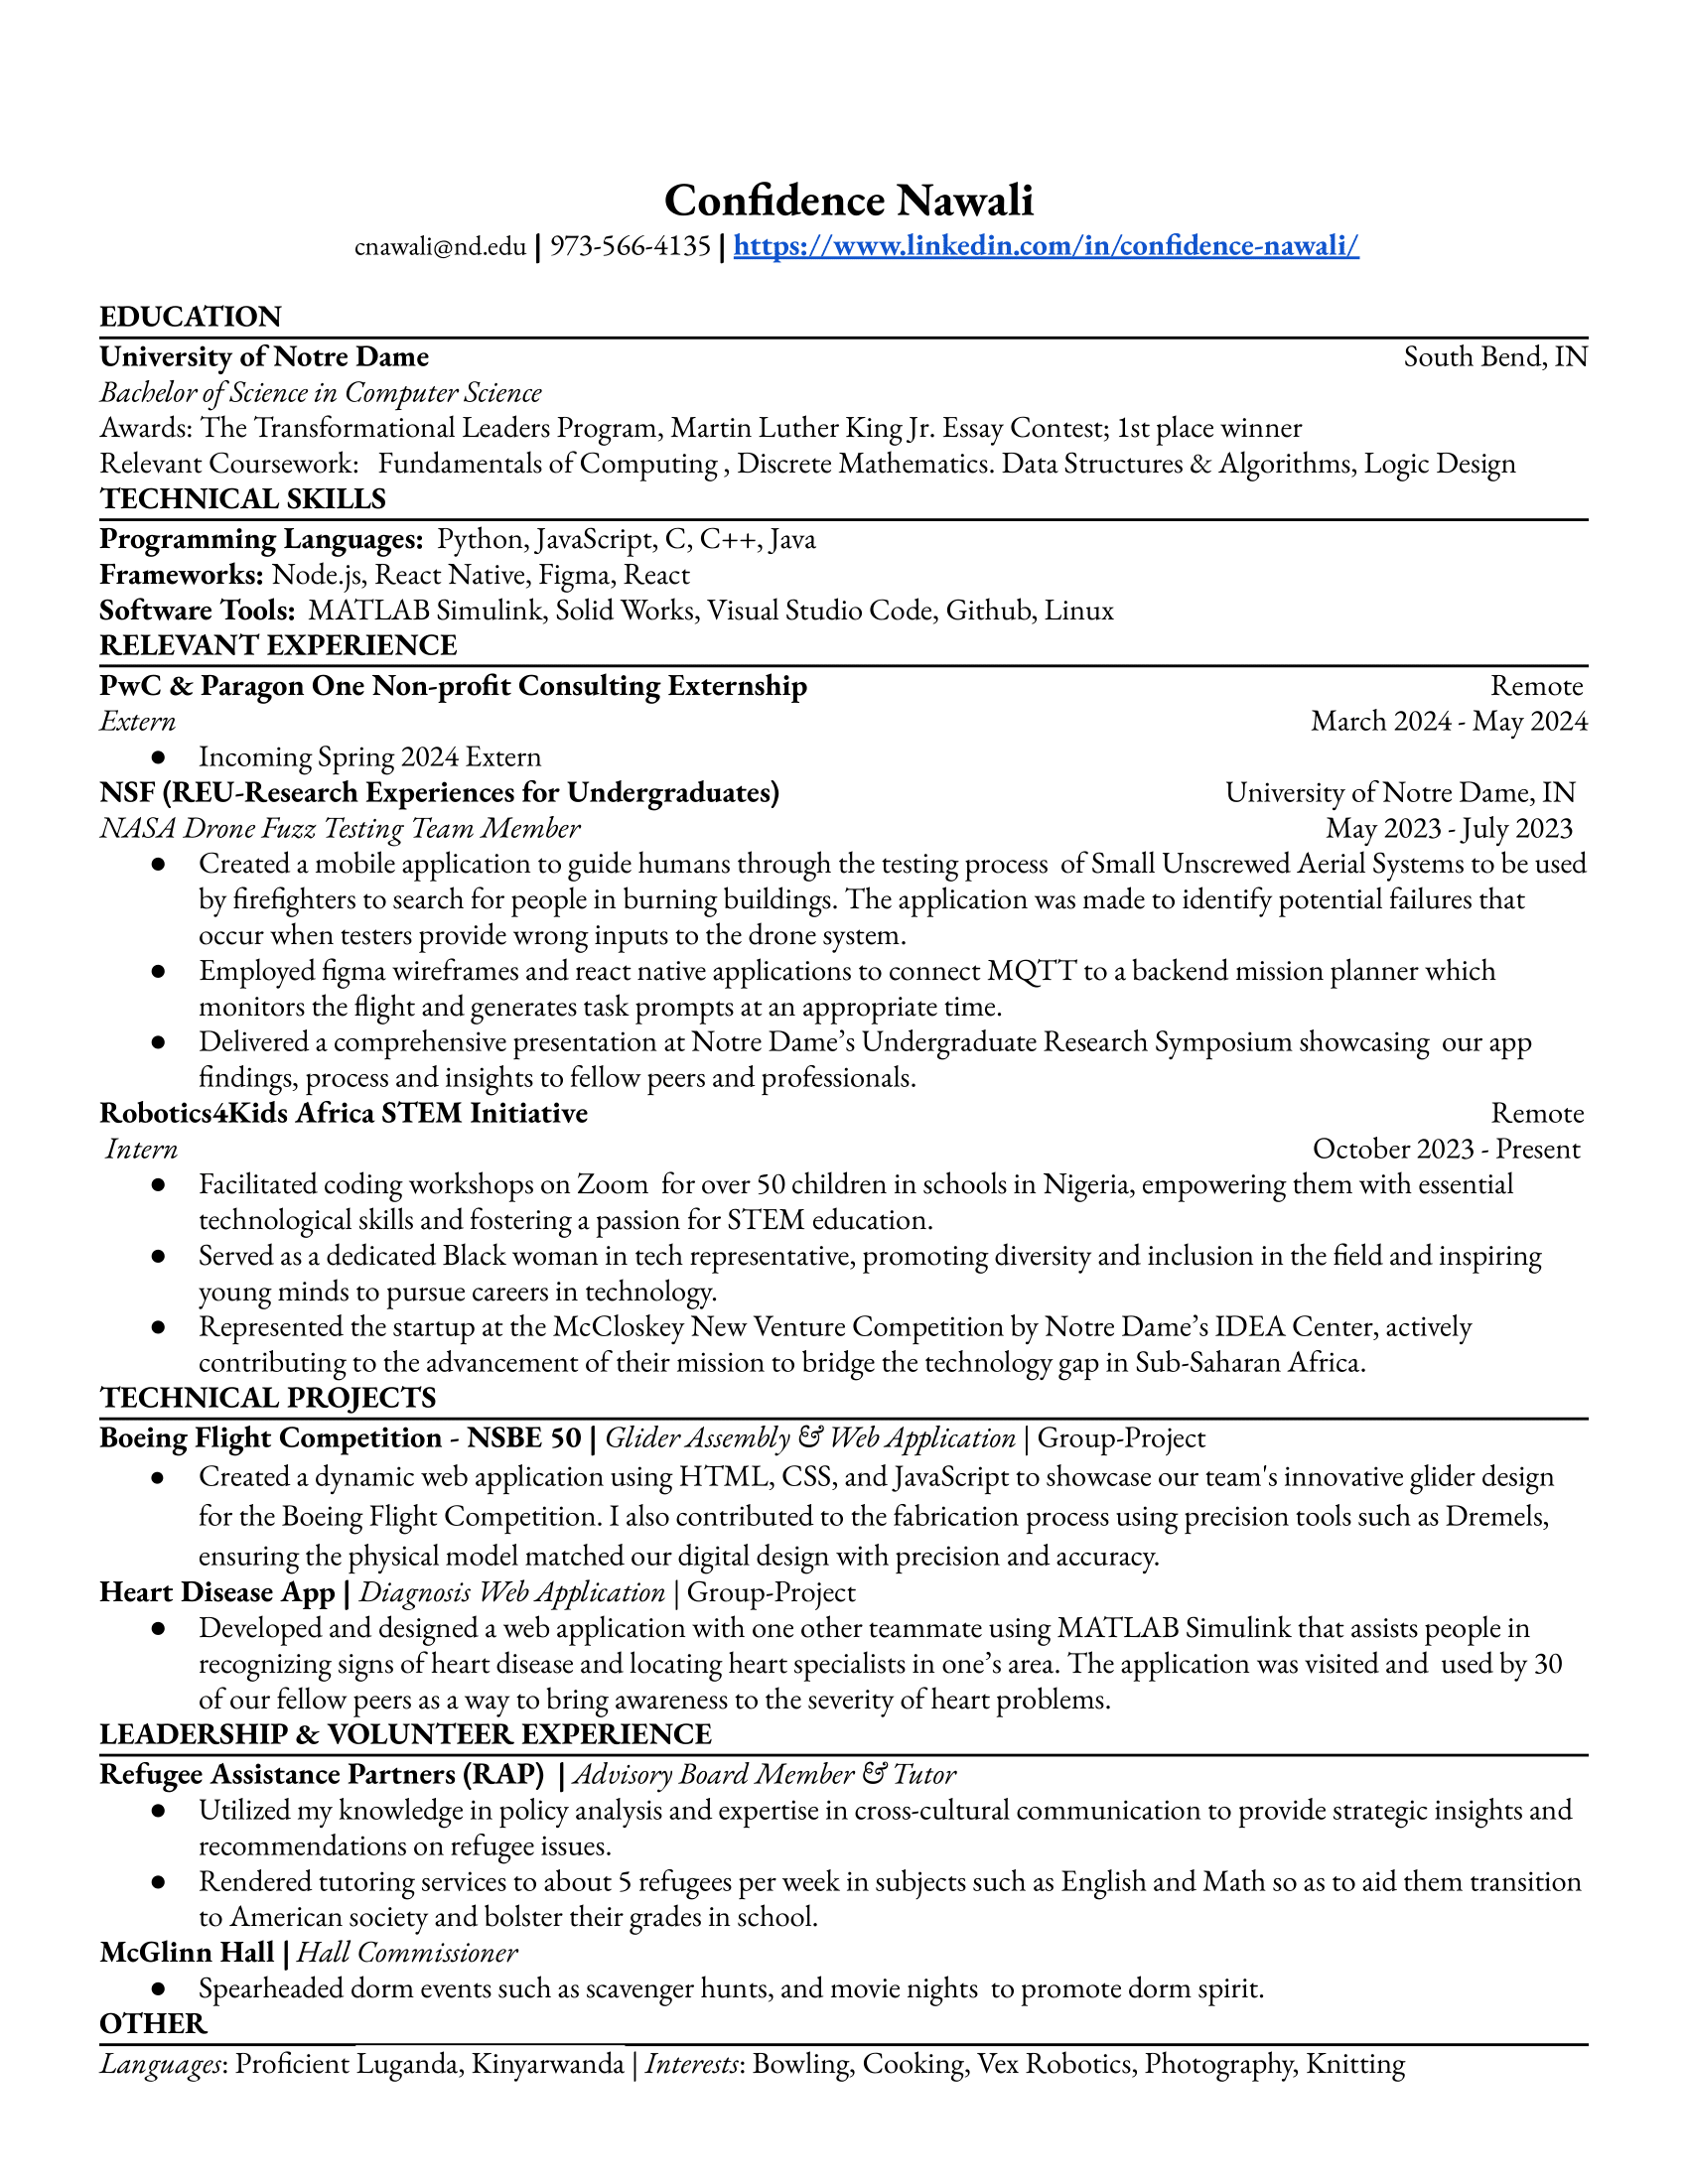 Confidence Nawali
cnawali@nd.edu | 973-566-4135 | https://www.linkedin.com/in/confidence-nawali/
EDUCATION
University of Notre Dame South Bend, IN
Bachelor of Science in Computer Science
Awards: The Transformational Leaders Program, Martin Luther King Jr. Essay Contest; 1st place winner
Relevant Coursework: Fundamentals of Computing , Discrete Mathematics. Data Structures & Algorithms, Logic Design
TECHNICAL SKILLS
Programming Languages: Python, JavaScript, C, C++, Java
Frameworks: Node.js, React Native, Figma, React
Software Tools: MATLAB Simulink, Solid Works, Visual Studio Code, Github, Linux
RELEVANT EXPERIENCE
PwC & Paragon One Non-profit Consulting Externship Remote
Extern March 2024 - May 2024
● Incoming Spring 2024 Extern
NSF (REU-Research Experiences for Undergraduates) University of Notre Dame, IN
NASA Drone Fuzz Testing Team Member May 2023 - July 2023
● Created a mobile application to guide humans through the testing process of Small Unscrewed Aerial Systems to be used
by firefighters to search for people in burning buildings. The application was made to identify potential failures that
occur when testers provide wrong inputs to the drone system.
● Employed figma wireframes and react native applications to connect MQTT to a backend mission planner which
monitors the flight and generates task prompts at an appropriate time.
● Delivered a comprehensive presentation at Notre Dame’s Undergraduate Research Symposium showcasing our app
findings, process and insights to fellow peers and professionals.
Robotics4Kids Africa STEM Initiative Remote
Intern October 2023 - Present
● Facilitated coding workshops on Zoom for over 50 children in schools in Nigeria, empowering them with essential
technological skills and fostering a passion for STEM education.
● Served as a dedicated Black woman in tech representative, promoting diversity and inclusion in the field and inspiring
young minds to pursue careers in technology.
● Represented the startup at the McCloskey New Venture Competition by Notre Dame’s IDEA Center, actively
contributing to the advancement of their mission to bridge the technology gap in Sub-Saharan Africa.
TECHNICAL PROJECTS
Boeing Flight Competition - NSBE 50 | Glider Assembly & Web Application | Group-Project
● Created a dynamic web application using HTML, CSS, and JavaScript to showcase our team's innovative glider design
for the Boeing Flight Competition. I also contributed to the fabrication process using precision tools such as Dremels,
ensuring the physical model matched our digital design with precision and accuracy.
Heart Disease App | Diagnosis Web Application | Group-Project
● Developed and designed a web application with one other teammate using MATLAB Simulink that assists people in
recognizing signs of heart disease and locating heart specialists in one’s area. The application was visited and used by 30
of our fellow peers as a way to bring awareness to the severity of heart problems.
LEADERSHIP & VOLUNTEER EXPERIENCE
Refugee Assistance Partners (RAP) | Advisory Board Member & Tutor
● Utilized my knowledge in policy analysis and expertise in cross-cultural communication to provide strategic insights and
recommendations on refugee issues.
● Rendered tutoring services to about 5 refugees per week in subjects such as English and Math so as to aid them transition
to American society and bolster their grades in school.
McGlinn Hall | Hall Commissioner
● Spearheaded dorm events such as scavenger hunts, and movie nights to promote dorm spirit.
OTHER
Languages: Proficient Luganda, Kinyarwanda | Interests: Bowling, Cooking, Vex Robotics, Photography, Knitting